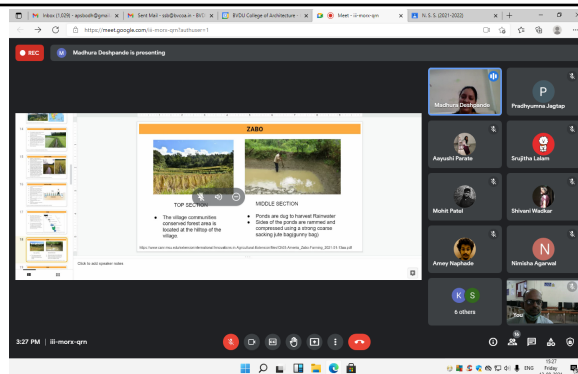 Inbox (1,029) - apsbvdth@gmai
Sent Mail - ssk@bvcoa.in - BVD
BVDU College of Architecture -
Meet - iii-morx-qrn
N. S. S. (2021-2022)
https://meet.google.com/iii-morx-qrn?authuser=1
REC
M
Madhura Deshpande is presenting
ZABO
TOP SECTION
The village communities
conserved forest area is
located at the hilltop of the
village.
MIDDLE SECTION
Ponds are dug to harvest Rainwater
Sides of the ponds are rammed and
compressed using a strong coarse
sacking jute bag(gunny bag)
Click to add speaker notes
Madhura Deshpande
P
Pradhyumna Jagtap
Aayushi Parate
Srujitha Lalam
Mohit Patel
Shivani Wadkar
Amey Naphade
N
Nimisha Agarwal
K
S
6 others
You
3:27 PM | iii-morx-qrn
16
ENG
15:27
Friday